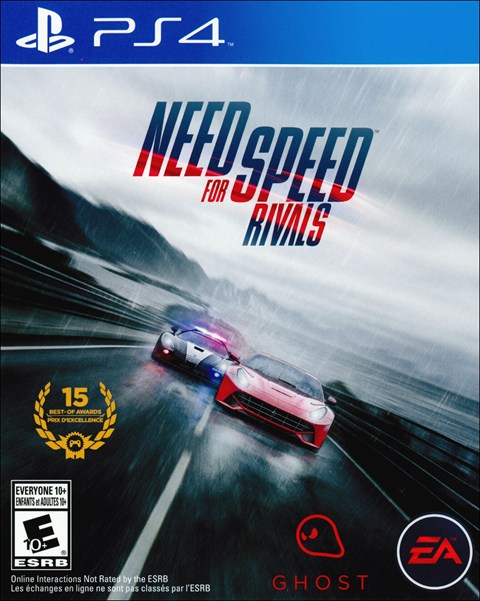 PS4
NEED
FOR SPEED
RIVALS
15
BEST-OF AWARDS
PRIX D'EXCELLENCE
EVERYONE 10+
ENFANTS et ADULTES 10+
E
10+
ESRB
Online Interactions Not Rated by the ESRB
Les échanges en ligne ne sont pas classés par l'ESRB
GHOST
EA